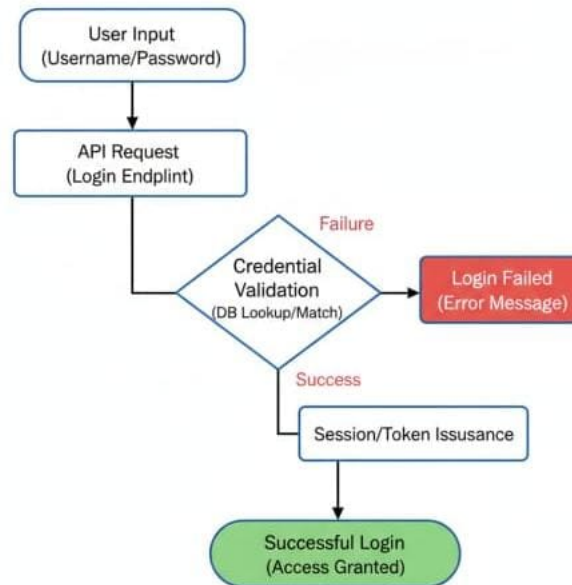 User Input
(Username/Password)
API Request
(Login Endplint)
Failure
Credential
Validation
(DB Lookup/Match)
Login Failed
(Error Message)
Success
Session/Token Issusance
Successful Login
(Access Granted)